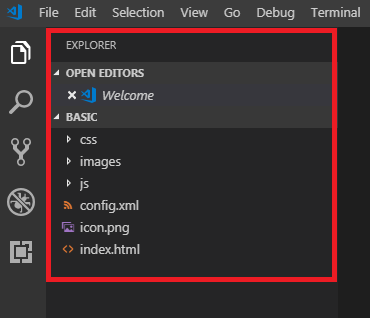 File Edit Selection View Go Debug Terminal
EXPLORER
OPEN EDITORS
Welcome
BASIC
css
images
js
config.xml
icon.png
index.html